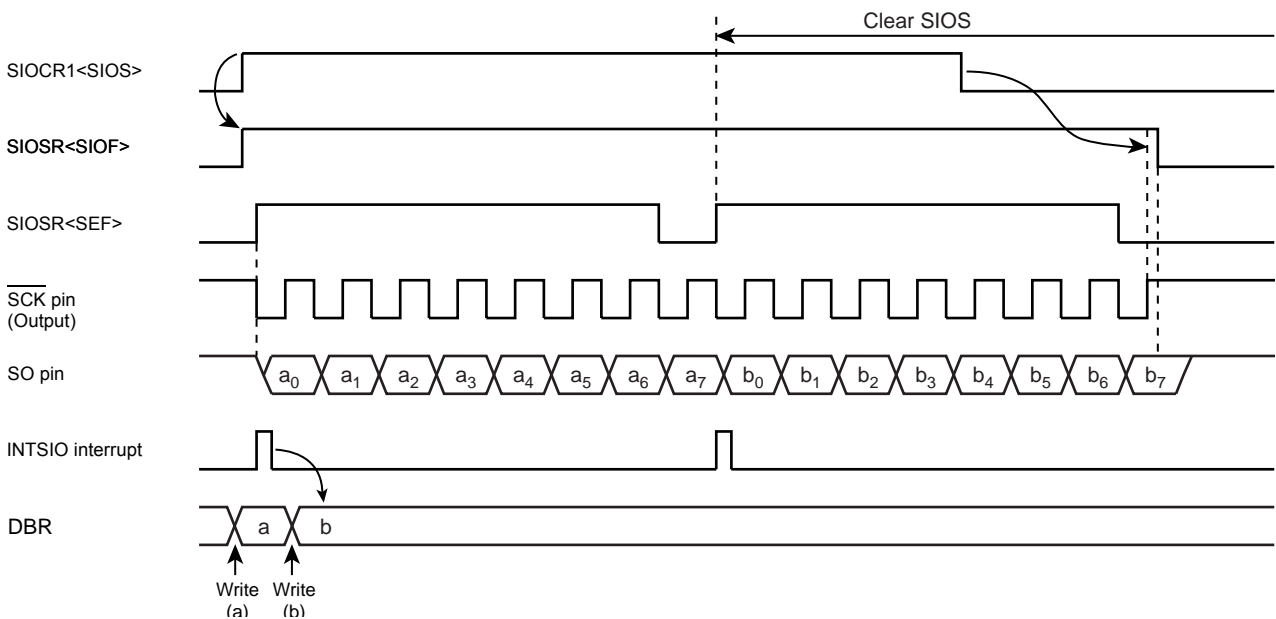 Clear SIOS
SIOCR1<SIOS>
SIOSR<SIOF>
SIOSR<SEF>
SCK pin
(Output)
SO pin
a0 a1 a2 a3 a4 a5 a6 a7 b0 b1 b2 b3 b4 b5 b6 b7
INTSIO interrupt
DBR
a b
Write Write
(a) (b)